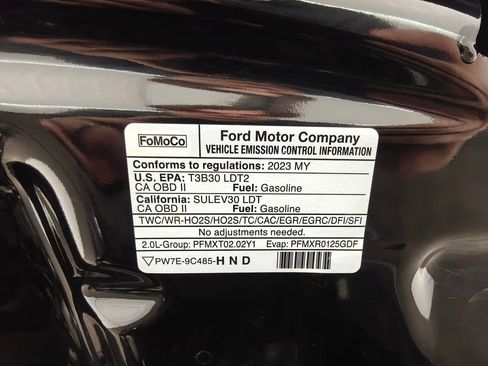 FoMoCo
Ford Motor Company
VEHICLE EMISSION CONTROL INFORMATION
Conforms to regulations: 2023 MY
U.S. EPA: T3B30 LDT2
CA OBD II Fuel: Gasoline
California: SULEV30 LDT
CA OBD II Fuel: Gasoline
TWC/WR-HO2S/HO2S/TC/CAC/EGR/EGRC/DFI/SFI
No adjustments needed.
2.0L-Group: PFMXT02.02Y1 Evap: PFMXR0125GDF
PW7E-9C485-H N D